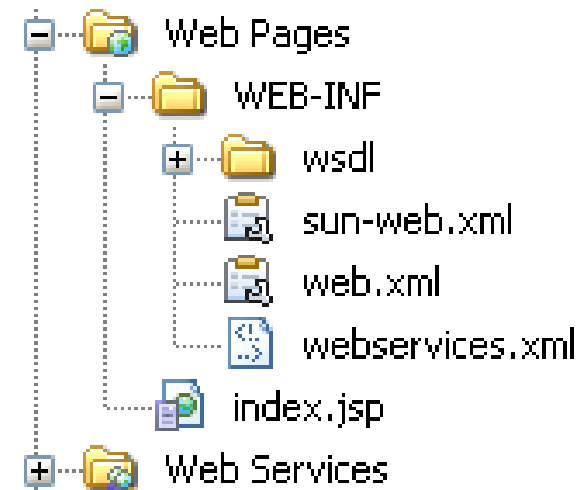 Web Pages
WEB-INF
wsdl
sun-web.xml
web.xml
webservices.xml
index.jsp
Web Services